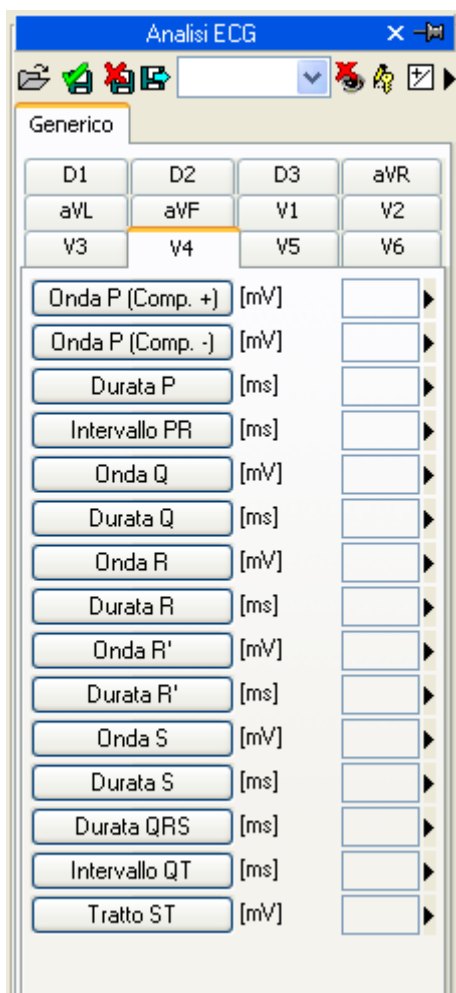 Analisi ECG
Generico
D1 D2 D3 aVR
aVL aVF V1 V2
V3 V4 V5 V6
Onda P (Comp. +) [mV]
Onda P (Comp. -) [mV]
Durata P [ms]
Intervallo PR [ms]
Onda Q [mV]
Durata Q [ms]
Onda R [mV]
Durata R [ms]
Onda R' [mV]
Durata R' [ms]
Onda S [mV]
Durata S [ms]
Durata QRS [ms]
Intervallo QT [ms]
Tratto ST [mV]